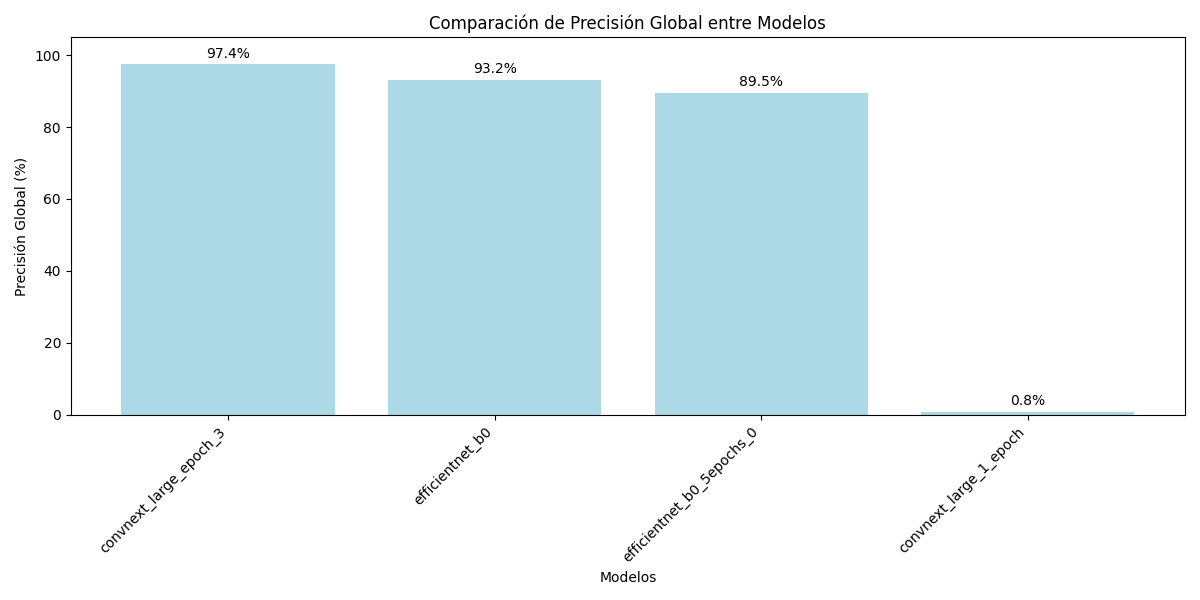 Comparación de Precisión Global entre Modelos
Precisión Global (%)
100
80
60
40
20
0
97.4%
93.2%
89.5%
0.8%
convnext_large_epoch_3
efficientnet_b0
efficientnet_b0_5epochs_0
convnext_large_1_epoch
Modelos